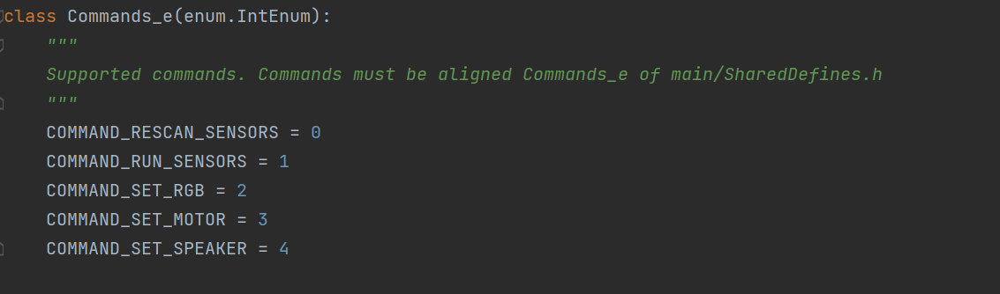 class Commands_e(enum.IntEnum):
    """
    Supported commands. Commands must be aligned Commands_e of main/SharedDefines.h
    """
    COMMAND_RESCAN_SENSORS = 0
    COMMAND_RUN_SENSORS = 1
    COMMAND_SET_RGB = 2
    COMMAND_SET_MOTOR = 3
    COMMAND_SET_SPEAKER = 4